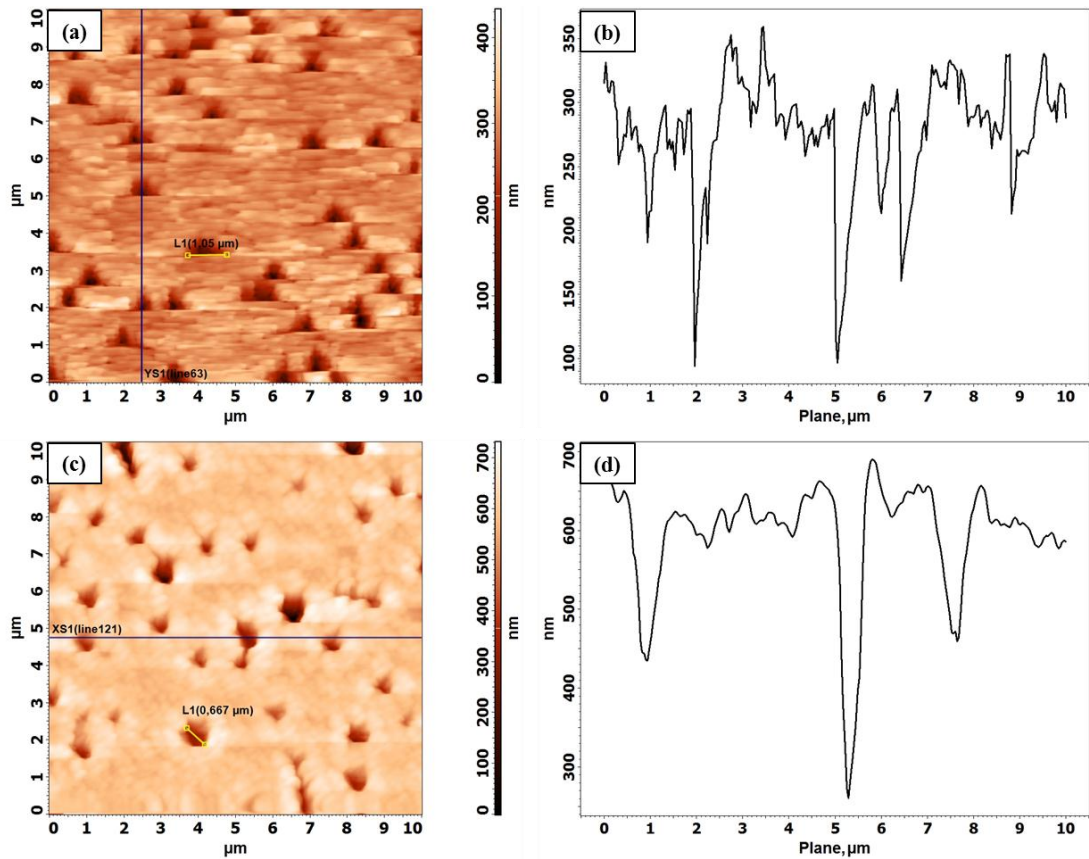 (a)
10
9
8
7
6
5
4
3
2
1
0
µm
L1(1,05 µm)
YS1(line63)
0 1 2 3 4 5 6 7 8 9 10
µm
400
300
200
100
0
nm
(b)
350
300
250
200
150
100
nm
0 1 2 3 4 5 6 7 8 9 10
Plane, µm
(c)
10
9
8
7
6
5
4
3
2
1
0
µm
XS1(line121)
L1(0,667 µm)
0 1 2 3 4 5 6 7 8 9 10
µm
700
600
500
400
300
200
100
0
nm
(d)
700
600
500
400
300
nm
0 1 2 3 4 5 6 7 8 9 10
Plane, µm